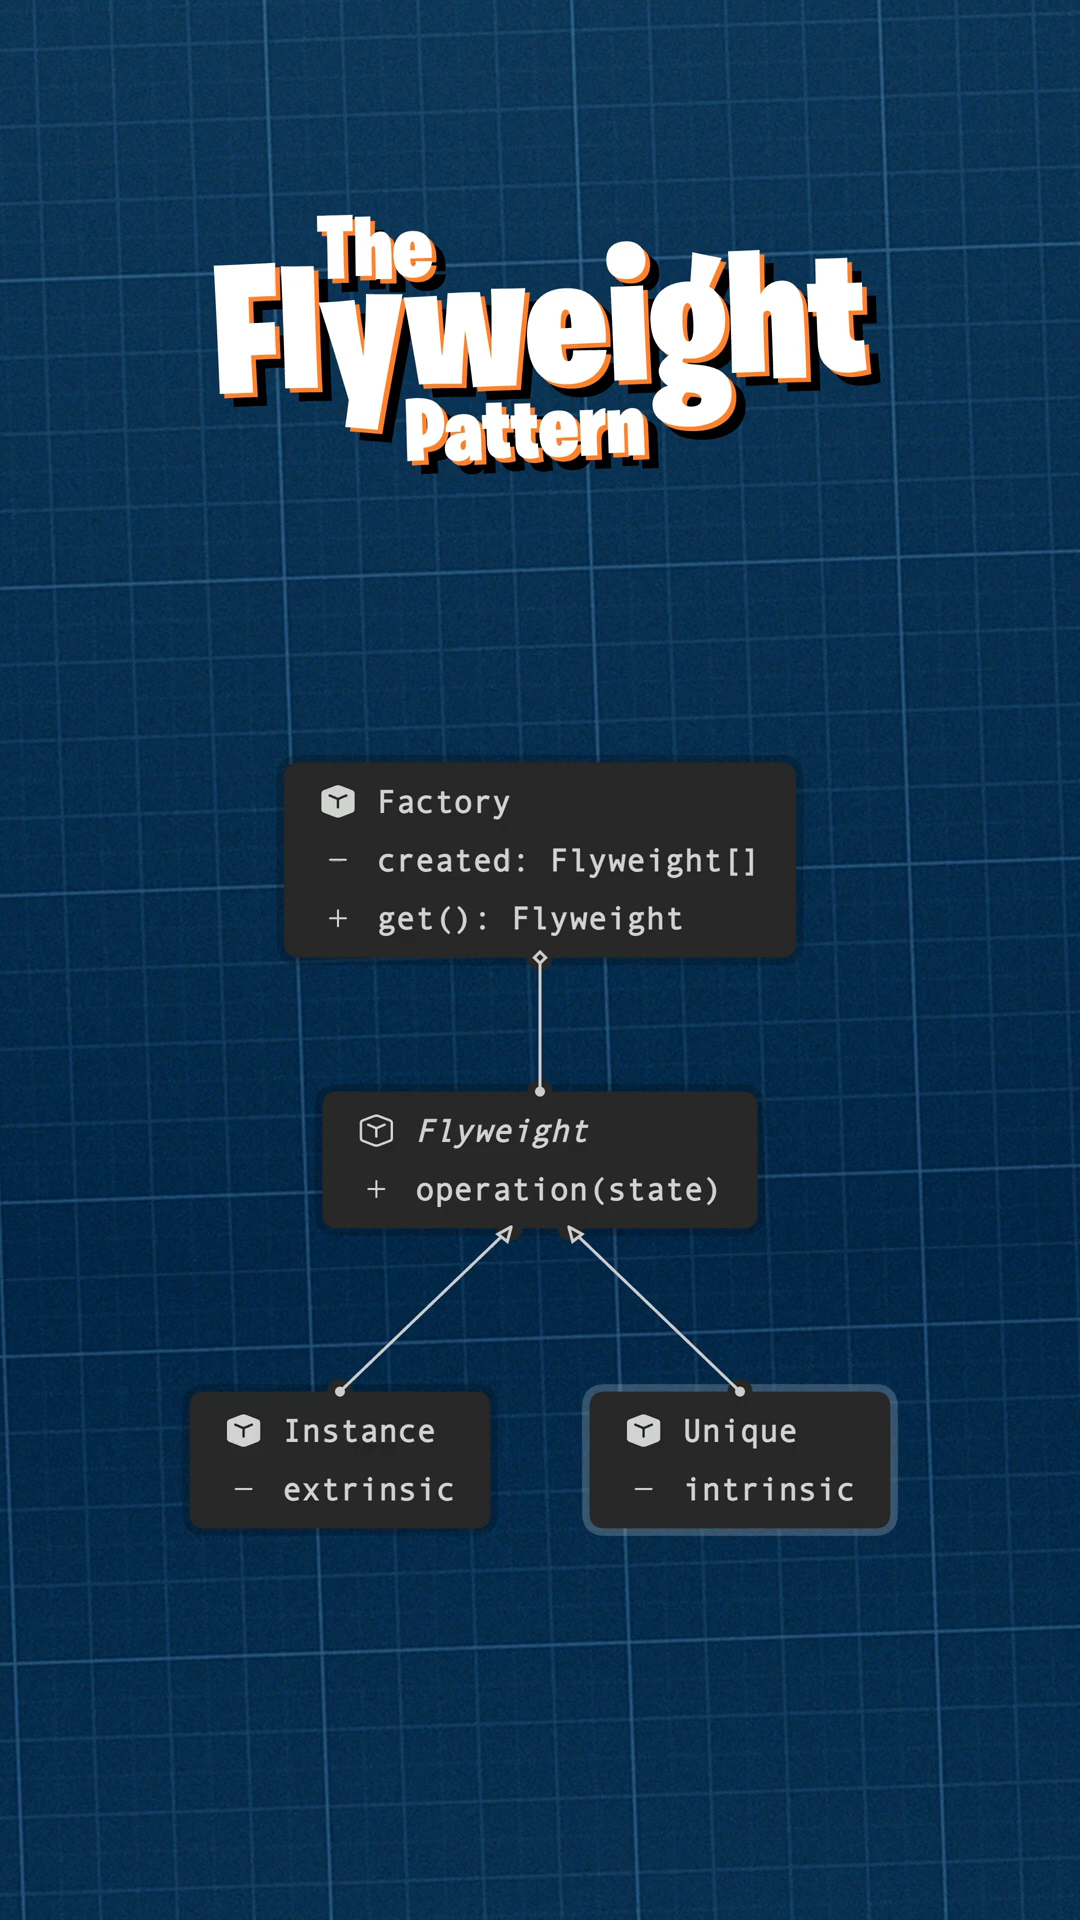 The
Flyweight
Pattern
Factory
− created: Flyweight[]
+ get(): Flyweight
Flyweight
+ operation(state)
Instance
− extrinsic
Unique
− intrinsic